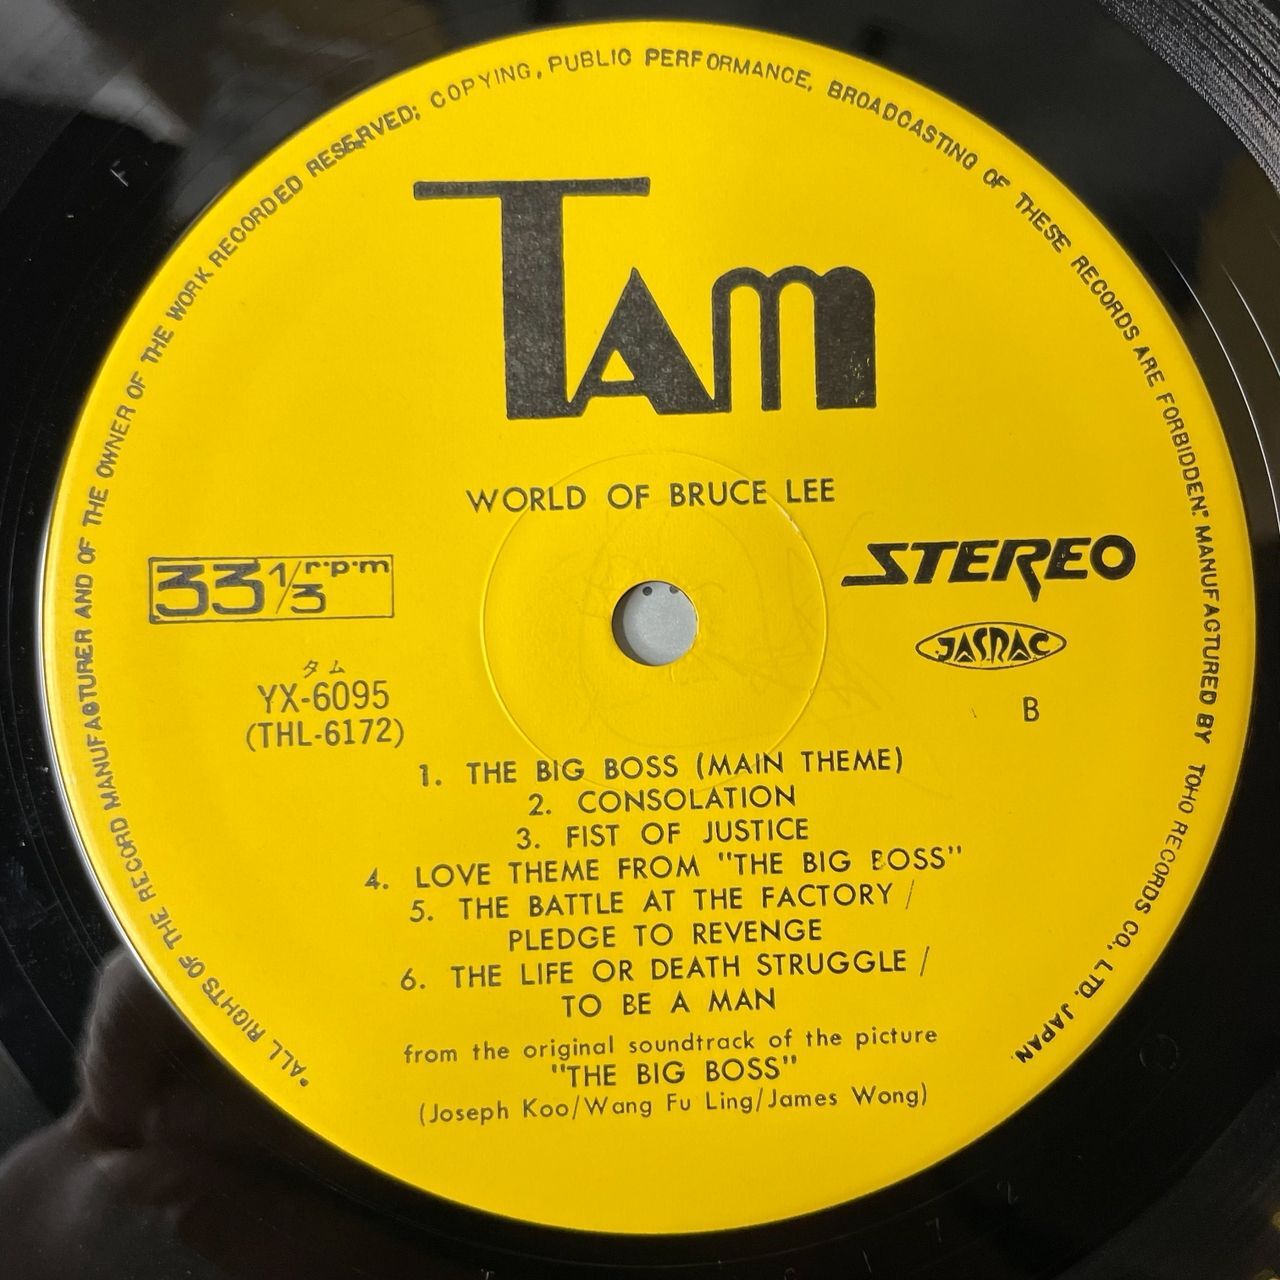 "ALL RIGHTS OF THE RECORD MANUFACTURER AND OF THE OWNER OF THE WORK RECORDED RESERVED; COPYING, PUBLIC PERFORMANCE, BROADCASTING OF THESE RECORDS ARE FORBIDDEN." MANUFACTURED BY TOHO RECORDS CO., LTD. JAPAN.
TAM
WORLD OF BRUCE LEE
33 1/3 r·p·m
STEREO
JASRAC
タム
YX-6095
(THL-6172)
B
1. THE BIG BOSS (MAIN THEME)
2. CONSOLATION
3. FIST OF JUSTICE
4. LOVE THEME FROM "THE BIG BOSS"
5. THE BATTLE AT THE FACTORY /
PLEDGE TO REVENGE
6. THE LIFE OR DEATH STRUGGLE /
TO BE A MAN
from the original soundtrack of the picture
"THE BIG BOSS"
(Joseph Koo/Wang Fu Ling/James Wong)